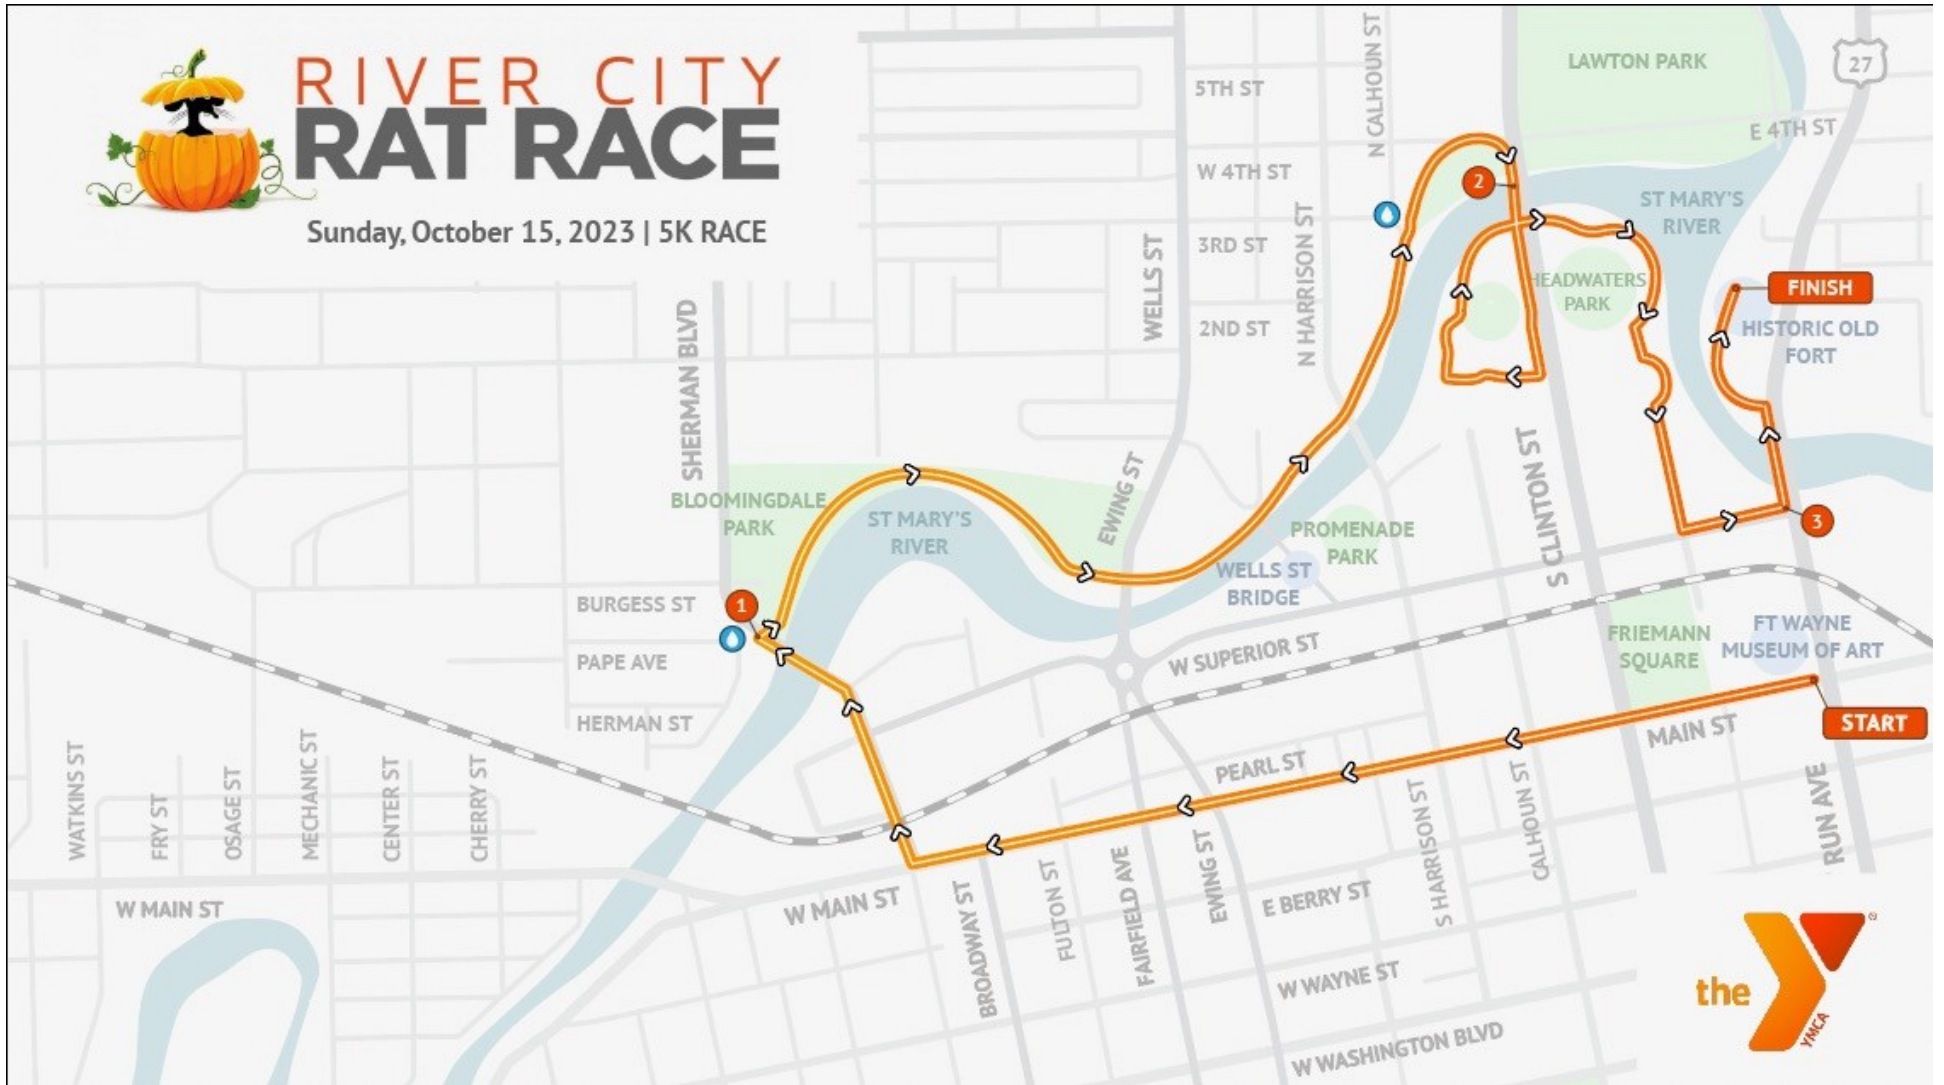 RIVER CITY
RAT RACE
Sunday, October 15, 2023 | 5K RACE
LAWTON PARK
27
5TH ST
N CALHOUN ST
E 4TH ST
W 4TH ST
2
ST MARY'S
RIVER
3RD ST
N HARRISON ST
WELLS ST
HEADWATERS
PARK
FINISH
HISTORIC OLD
FORT
2ND ST
SHERMAN BLVD
BLOOMINGDALE
PARK
ST MARY'S
RIVER
EWING ST
PROMENADE
PARK
S CLINTON ST
3
WELLS ST
BRIDGE
BURGESS ST
1
PAPE AVE
HERMAN ST
W SUPERIOR ST
FRIEMANN
SQUARE
FT WAYNE
MUSEUM OF ART
START
MAIN ST
PEARL ST
WATKINS ST
FRY ST
OSAGE ST
MECHANIC ST
CENTER ST
CHERRY ST
W MAIN ST
W MAIN ST
BROADWAY ST
FULTON ST
FAIRFIELD AVE
EWING ST
E BERRY ST
S HARRISON ST
CALHOUN ST
RUN AVE
W WAYNE ST
W WASHINGTON BLVD
the
YMCA
®